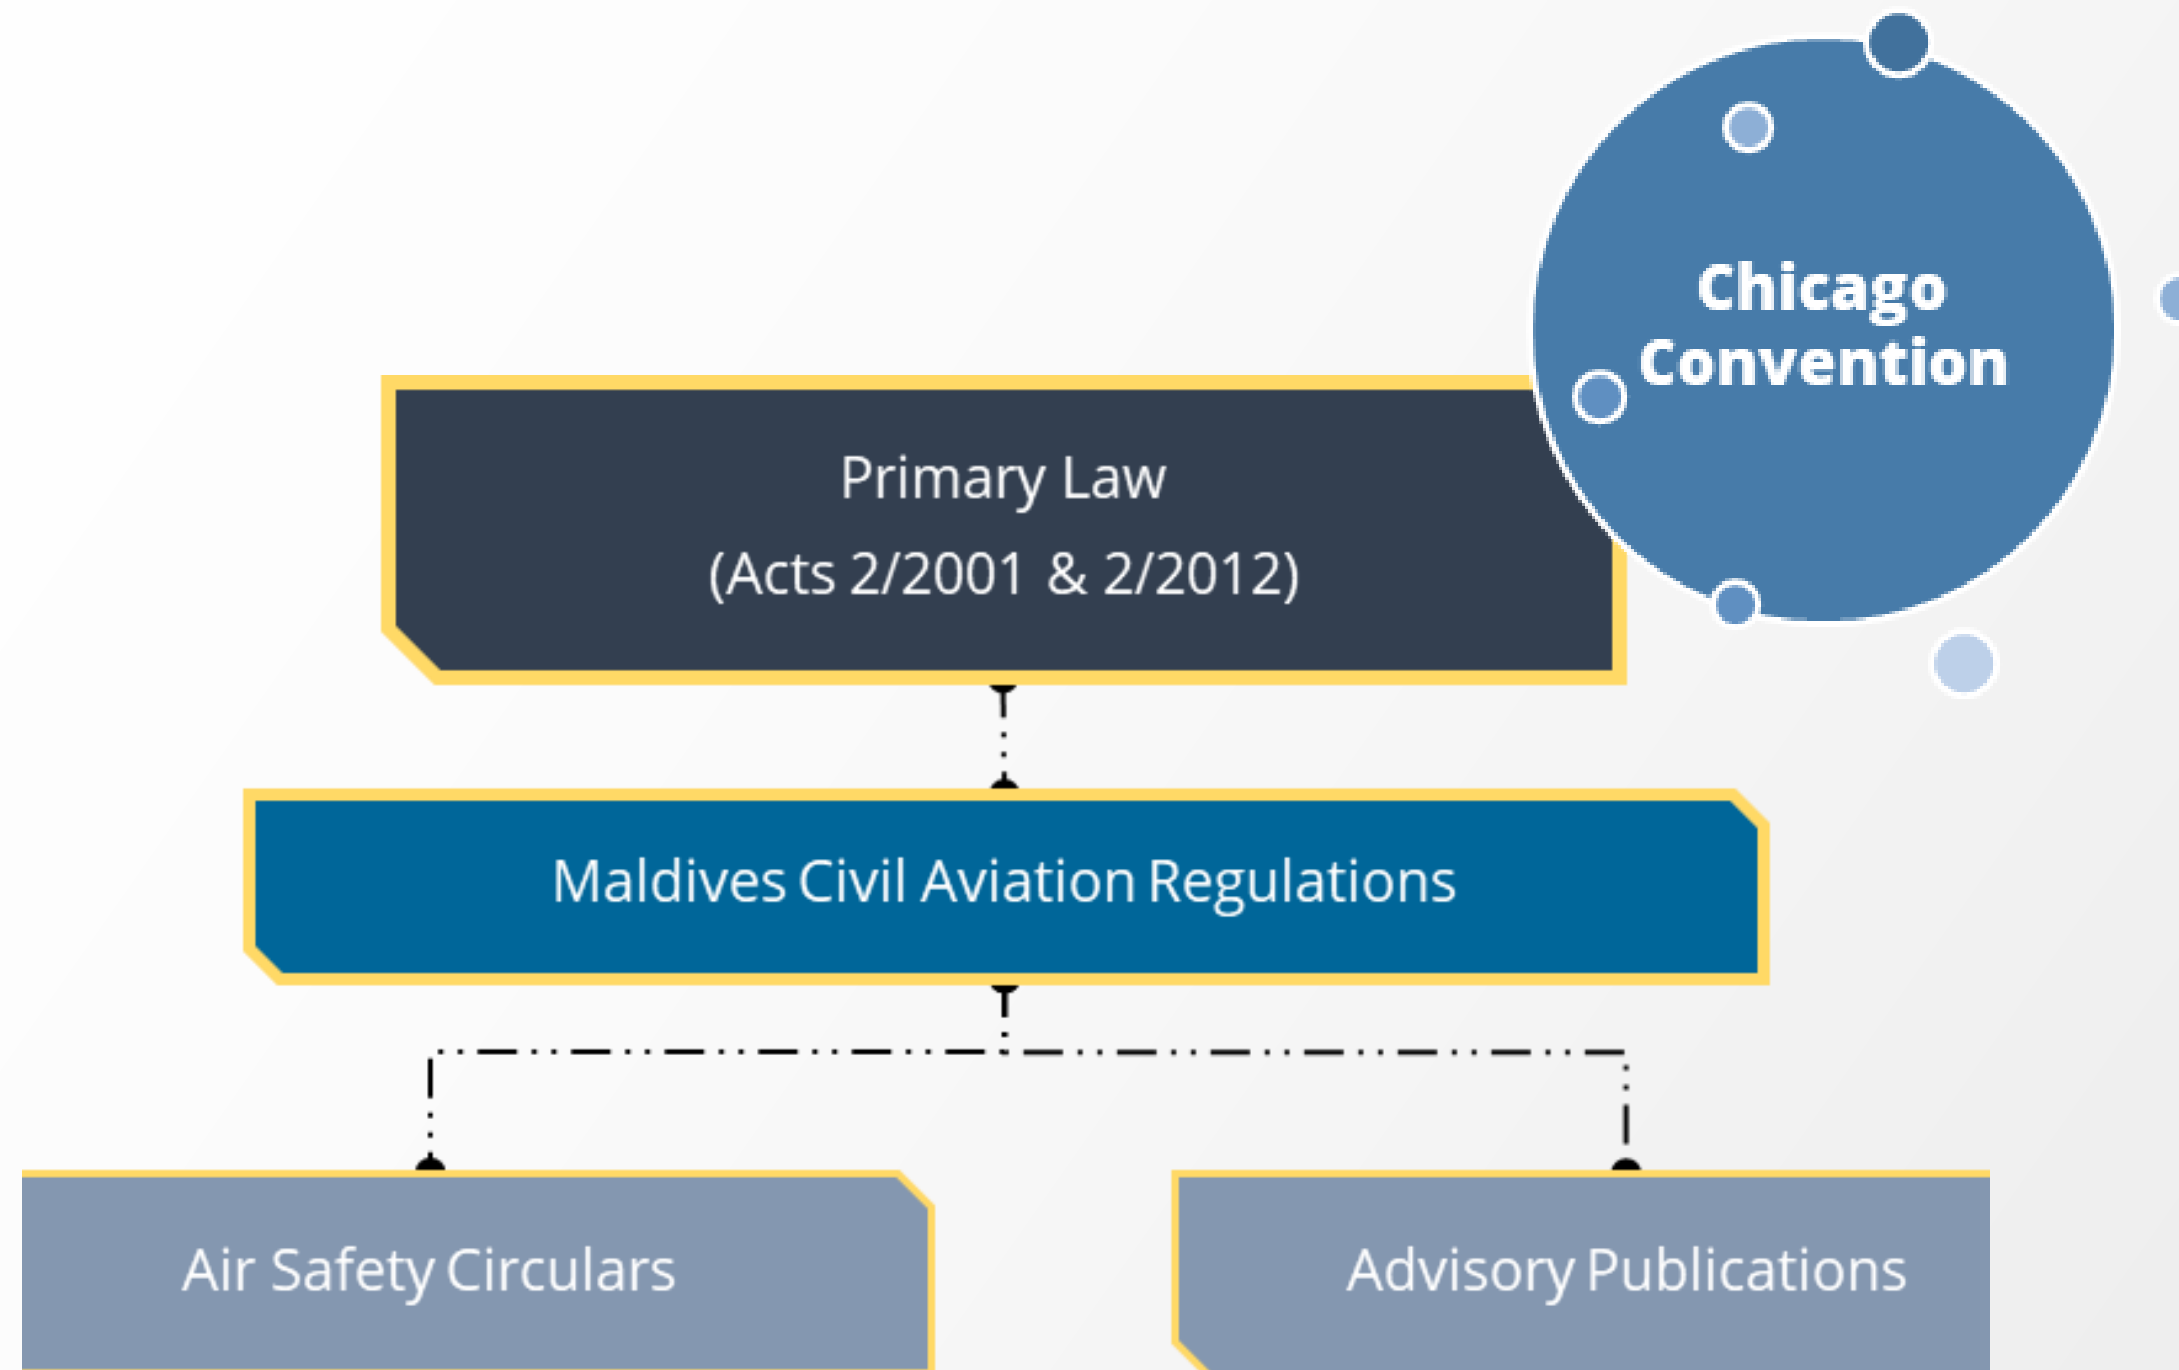 Chicago
Convention
Primary Law
(Acts 2/2001 & 2/2012)
Maldives Civil Aviation Regulations
Air Safety Circulars
Advisory Publications